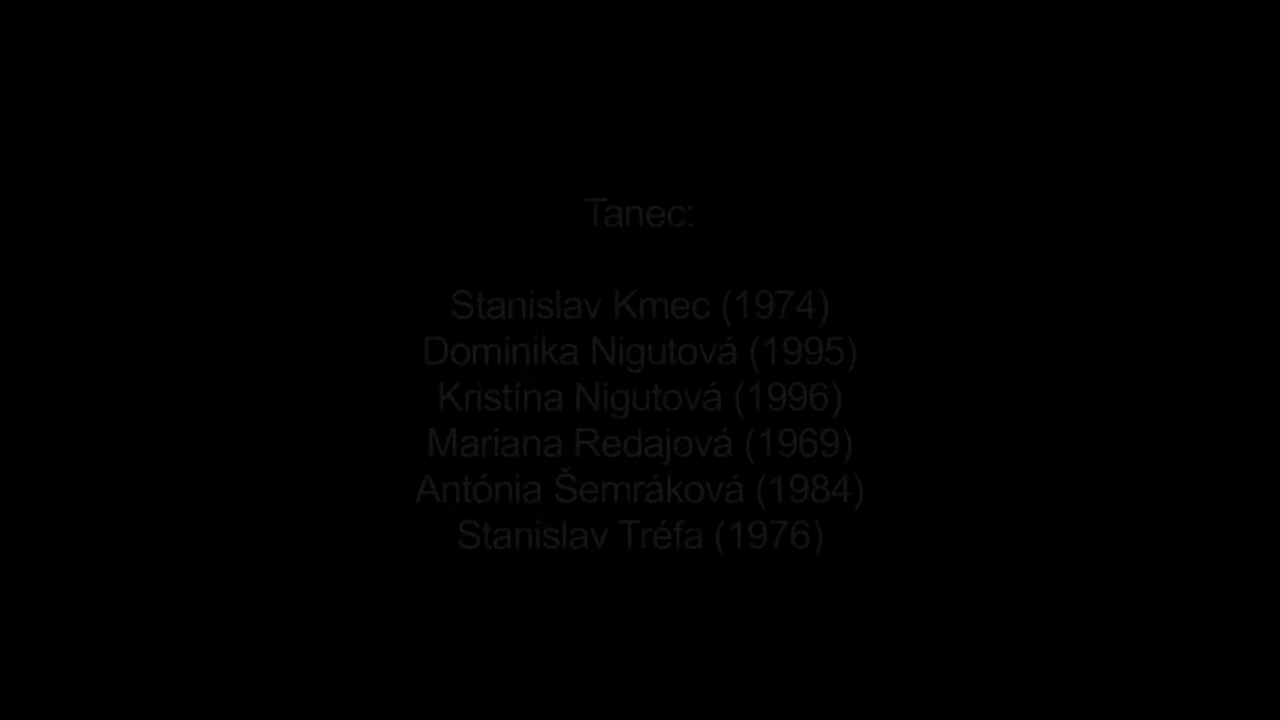 Tanec:
Stanislav Kmec (1974)
Dominika Nigutová (1995)
Kristína Nigutová (1996)
Mariana Redajová (1969)
Antónia Šemráková (1984)
Stanislav Tréfa (1976)